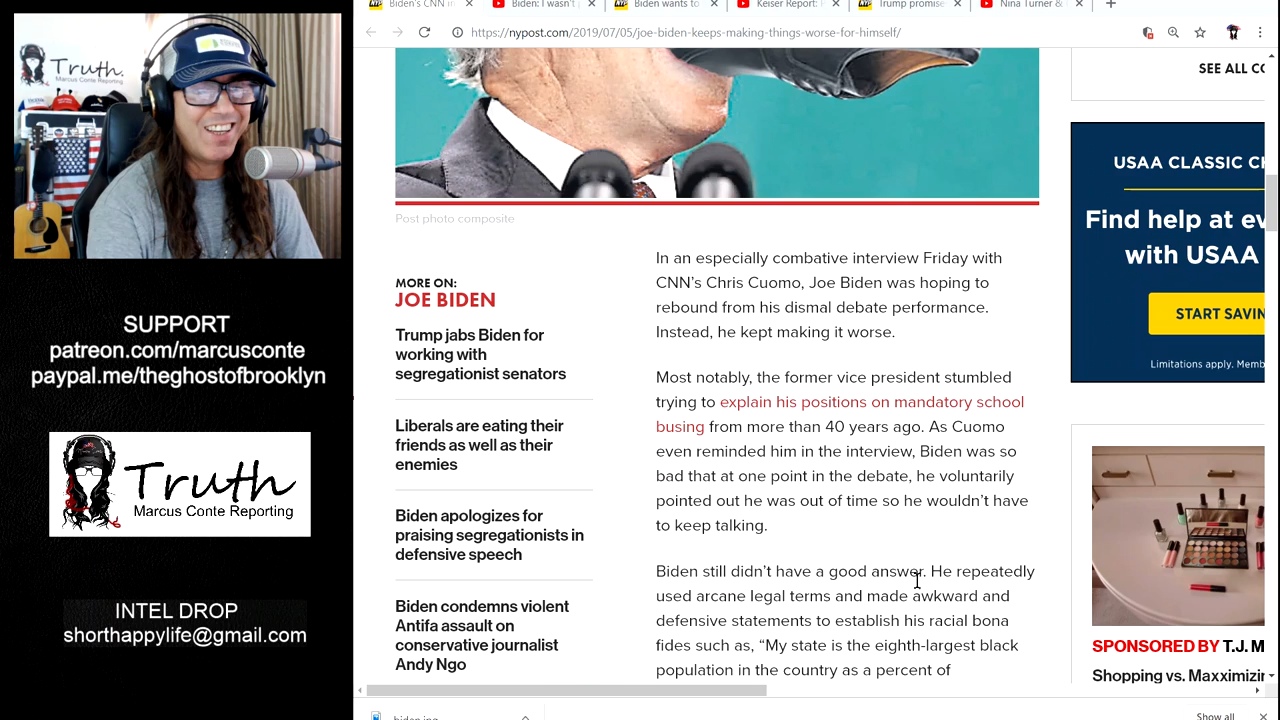 Biden's CNN in
Biden: I wasn't
Biden wants to
Keiser Report:
Trump promise
Nina Turner &
https://nypost.com/2019/07/05/joe-biden-keeps-making-things-worse-for-himself/
Truth.
Marcus Conte Reporting
SUPPORT
patreon.com/marcusconte
paypal.me/theghostofbrooklyn
Truth
Marcus Conte Reporting
INTEL DROP
shorthappylife@gmail.com
Post photo composite
MORE ON:
JOE BIDEN
Trump jabs Biden for
working with
segregationist senators
Liberals are eating their
friends as well as their
enemies
Biden apologizes for
praising segregationists in
defensive speech
Biden condemns violent
Antifa assault on
conservative journalist
Andy Ngo
In an especially combative interview Friday with
CNN's Chris Cuomo, Joe Biden was hoping to
rebound from his dismal debate performance.
Instead, he kept making it worse.
Most notably, the former vice president stumbled
trying to explain his positions on mandatory school
busing from more than 40 years ago. As Cuomo
even reminded him in the interview, Biden was so
bad that at one point in the debate, he voluntarily
pointed out he was out of time so he wouldn't have
to keep talking.
Biden still didn't have a good answer. He repeatedly
used arcane legal terms and made awkward and
defensive statements to establish his racial bona
fides such as, “My state is the eighth-largest black
population in the country as a percent of
SEE ALL CO
USAA CLASSIC CH
Find help at ev
with USAA
START SAVIN
Limitations apply. Memb
SPONSORED BY T.J. M
Shopping vs. Maxximizin
biden.jpg
Show all